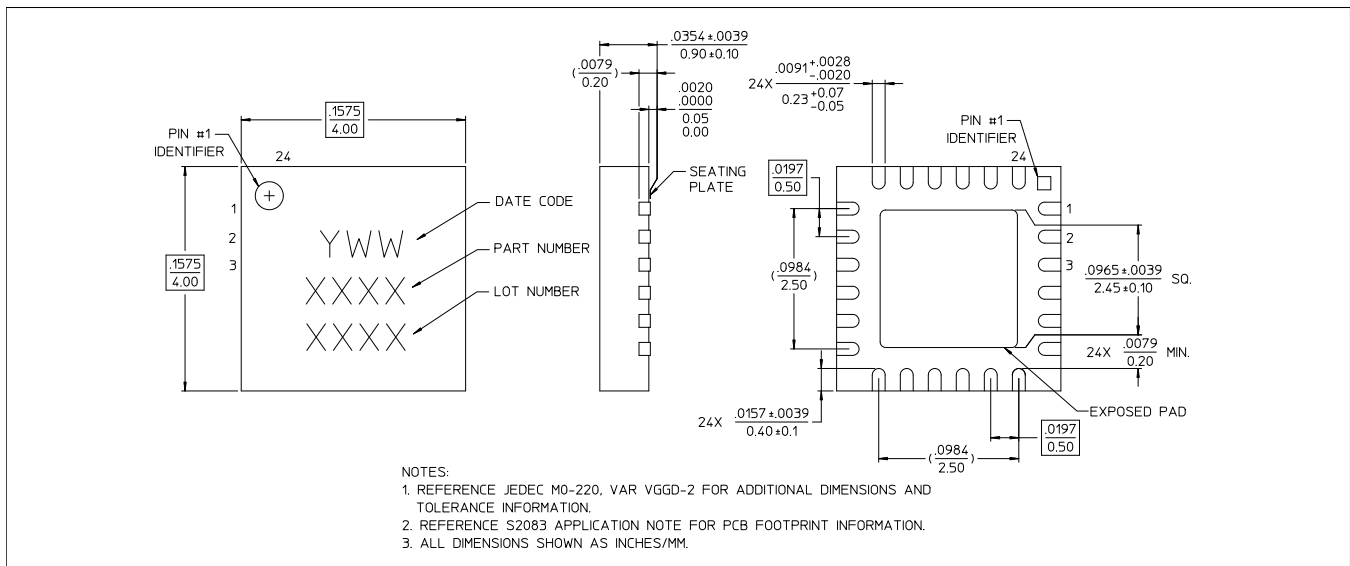 .0354±.0039
0.90±0.10
(.0079
0.20)
.0020
.0000
0.05
0.00
24X .0091 +.0028
-.0020
0.23 +0.07
-0.05
.1575
4.00
PIN #1
IDENTIFIER
24
PIN #1
IDENTIFIER
24
SEATING
PLATE
.0197
0.50
1
2
3
.1575
4.00
DATE CODE
YWW
PART NUMBER
XXXX
LOT NUMBER
XXXX
(.0984)
2.50
1
2
3
.0965±.0039
2.45±0.10 SQ.
24X .0079 MIN.
0.20
EXPOSED PAD
24X .0157±.0039
0.40±0.1
(.0984)
2.50
.0197
0.50
NOTES:
1. REFERENCE JEDEC MO-220, VAR VGGD-2 FOR ADDITIONAL DIMENSIONS AND
TOLERANCE INFORMATION.
2. REFERENCE S2083 APPLICATION NOTE FOR PCB FOOTPRINT INFORMATION.
3. ALL DIMENSIONS SHOWN AS INCHES/MM.